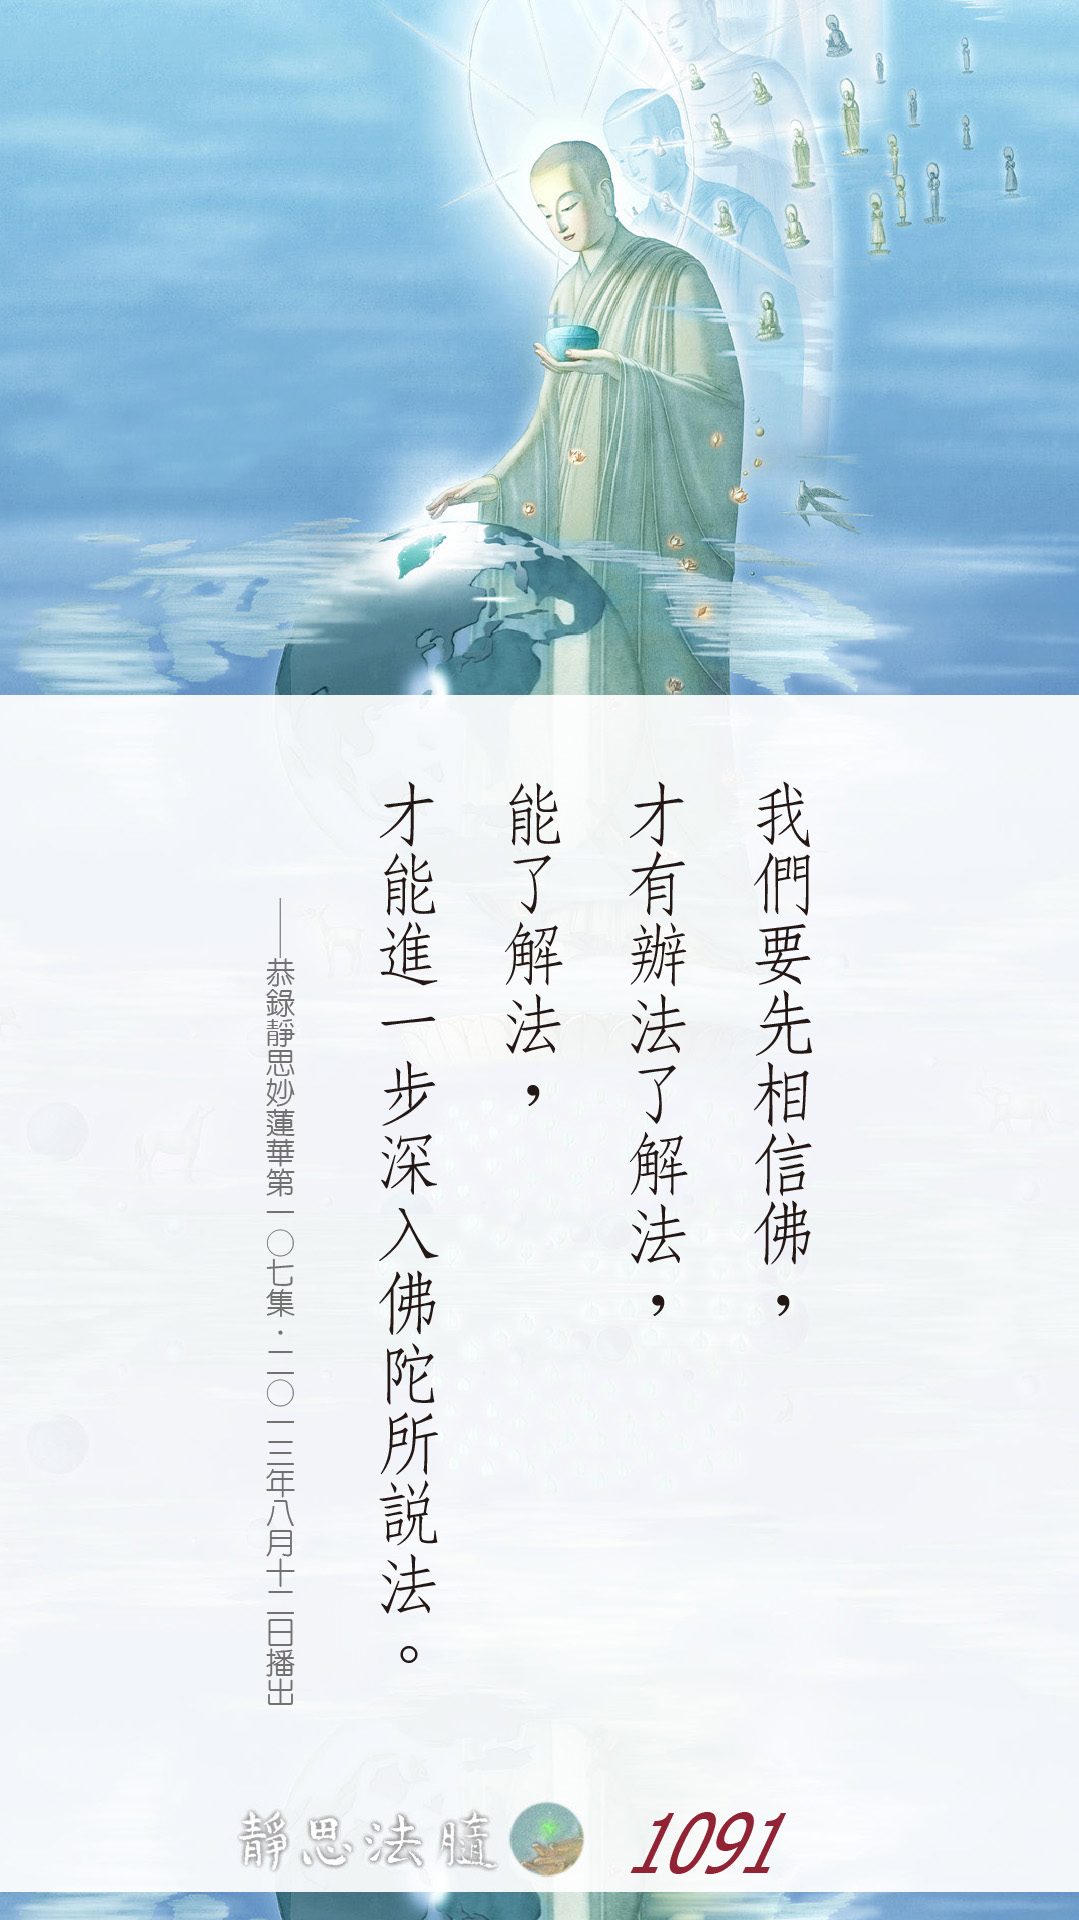 我們要先相信佛，
才有辦法了解法，
能了解法，
才能進一步深入佛陀所説法。
——恭錄靜思妙蓮華第一〇七集．二〇一三年八月十二日播出
靜思法髓
1091